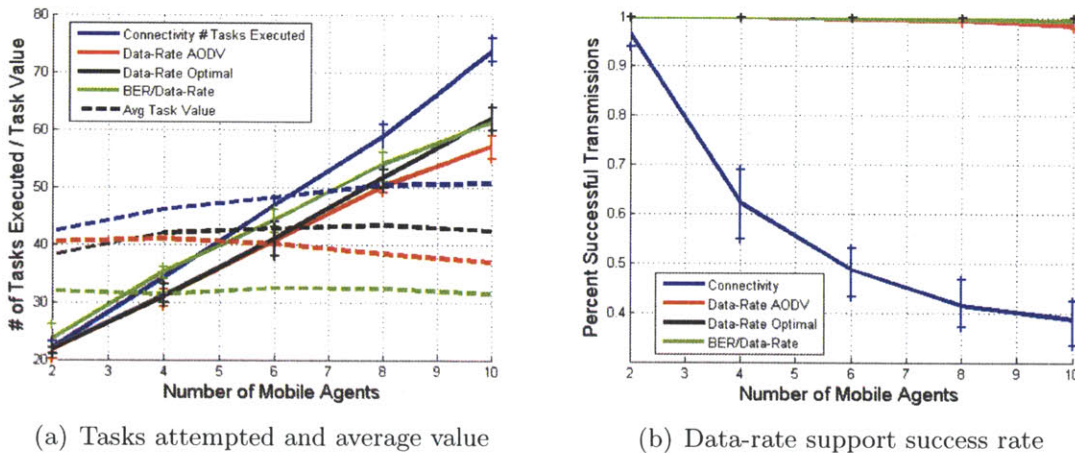 80
70
60
50
40
30
20
2
3
4
5
6
7
8
9
10
# of Tasks Executed / Task Value
Number of Mobile Agents
Connectivity # Tasks Executed
Data-Rate AODV
Data-Rate Optimal
BER/Data-Rate
Avg Task Value
(a) Tasks attempted and average value
1
0.9
0.8
0.7
0.6
0.5
0.4
2
3
4
5
6
7
8
9
10
Percent Successful Transmissions
Number of Mobile Agents
Connectivity
Data-Rate AODV
Data-Rate Optimal
BER/Data-Rate
(b) Data-rate support success rate